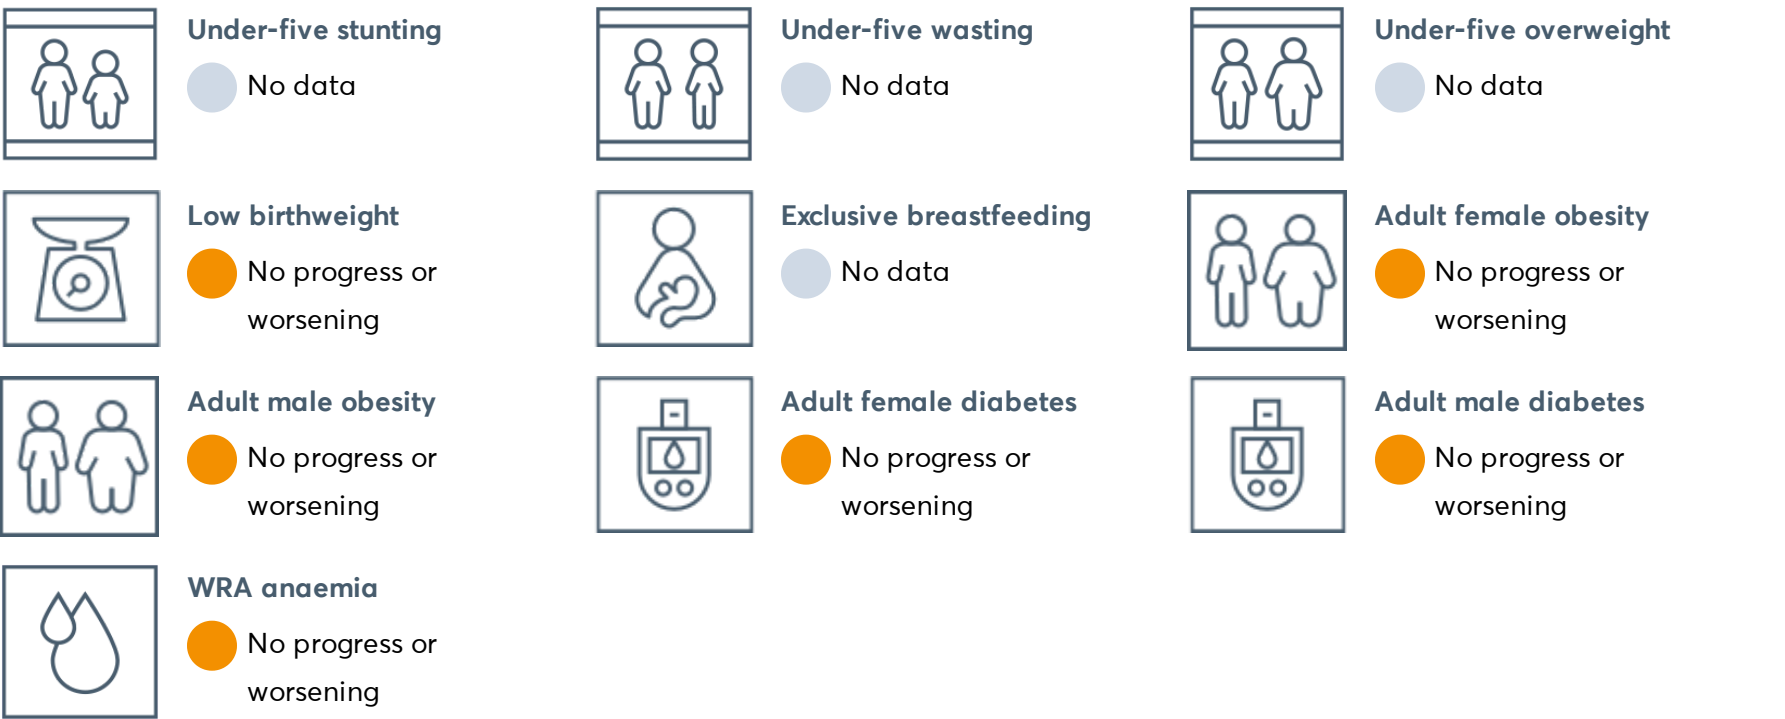 Under-five stunting
No data
Under-five wasting
No data
Under-five overweight
No data
Low birthweight
No progress or
worsening
Exclusive breastfeeding
No data
Adult female obesity
No progress or
worsening
Adult male obesity
No progress or
worsening
Adult female diabetes
No progress or
worsening
Adult male diabetes
No progress or
worsening
WRA anaemia
No progress or
worsening